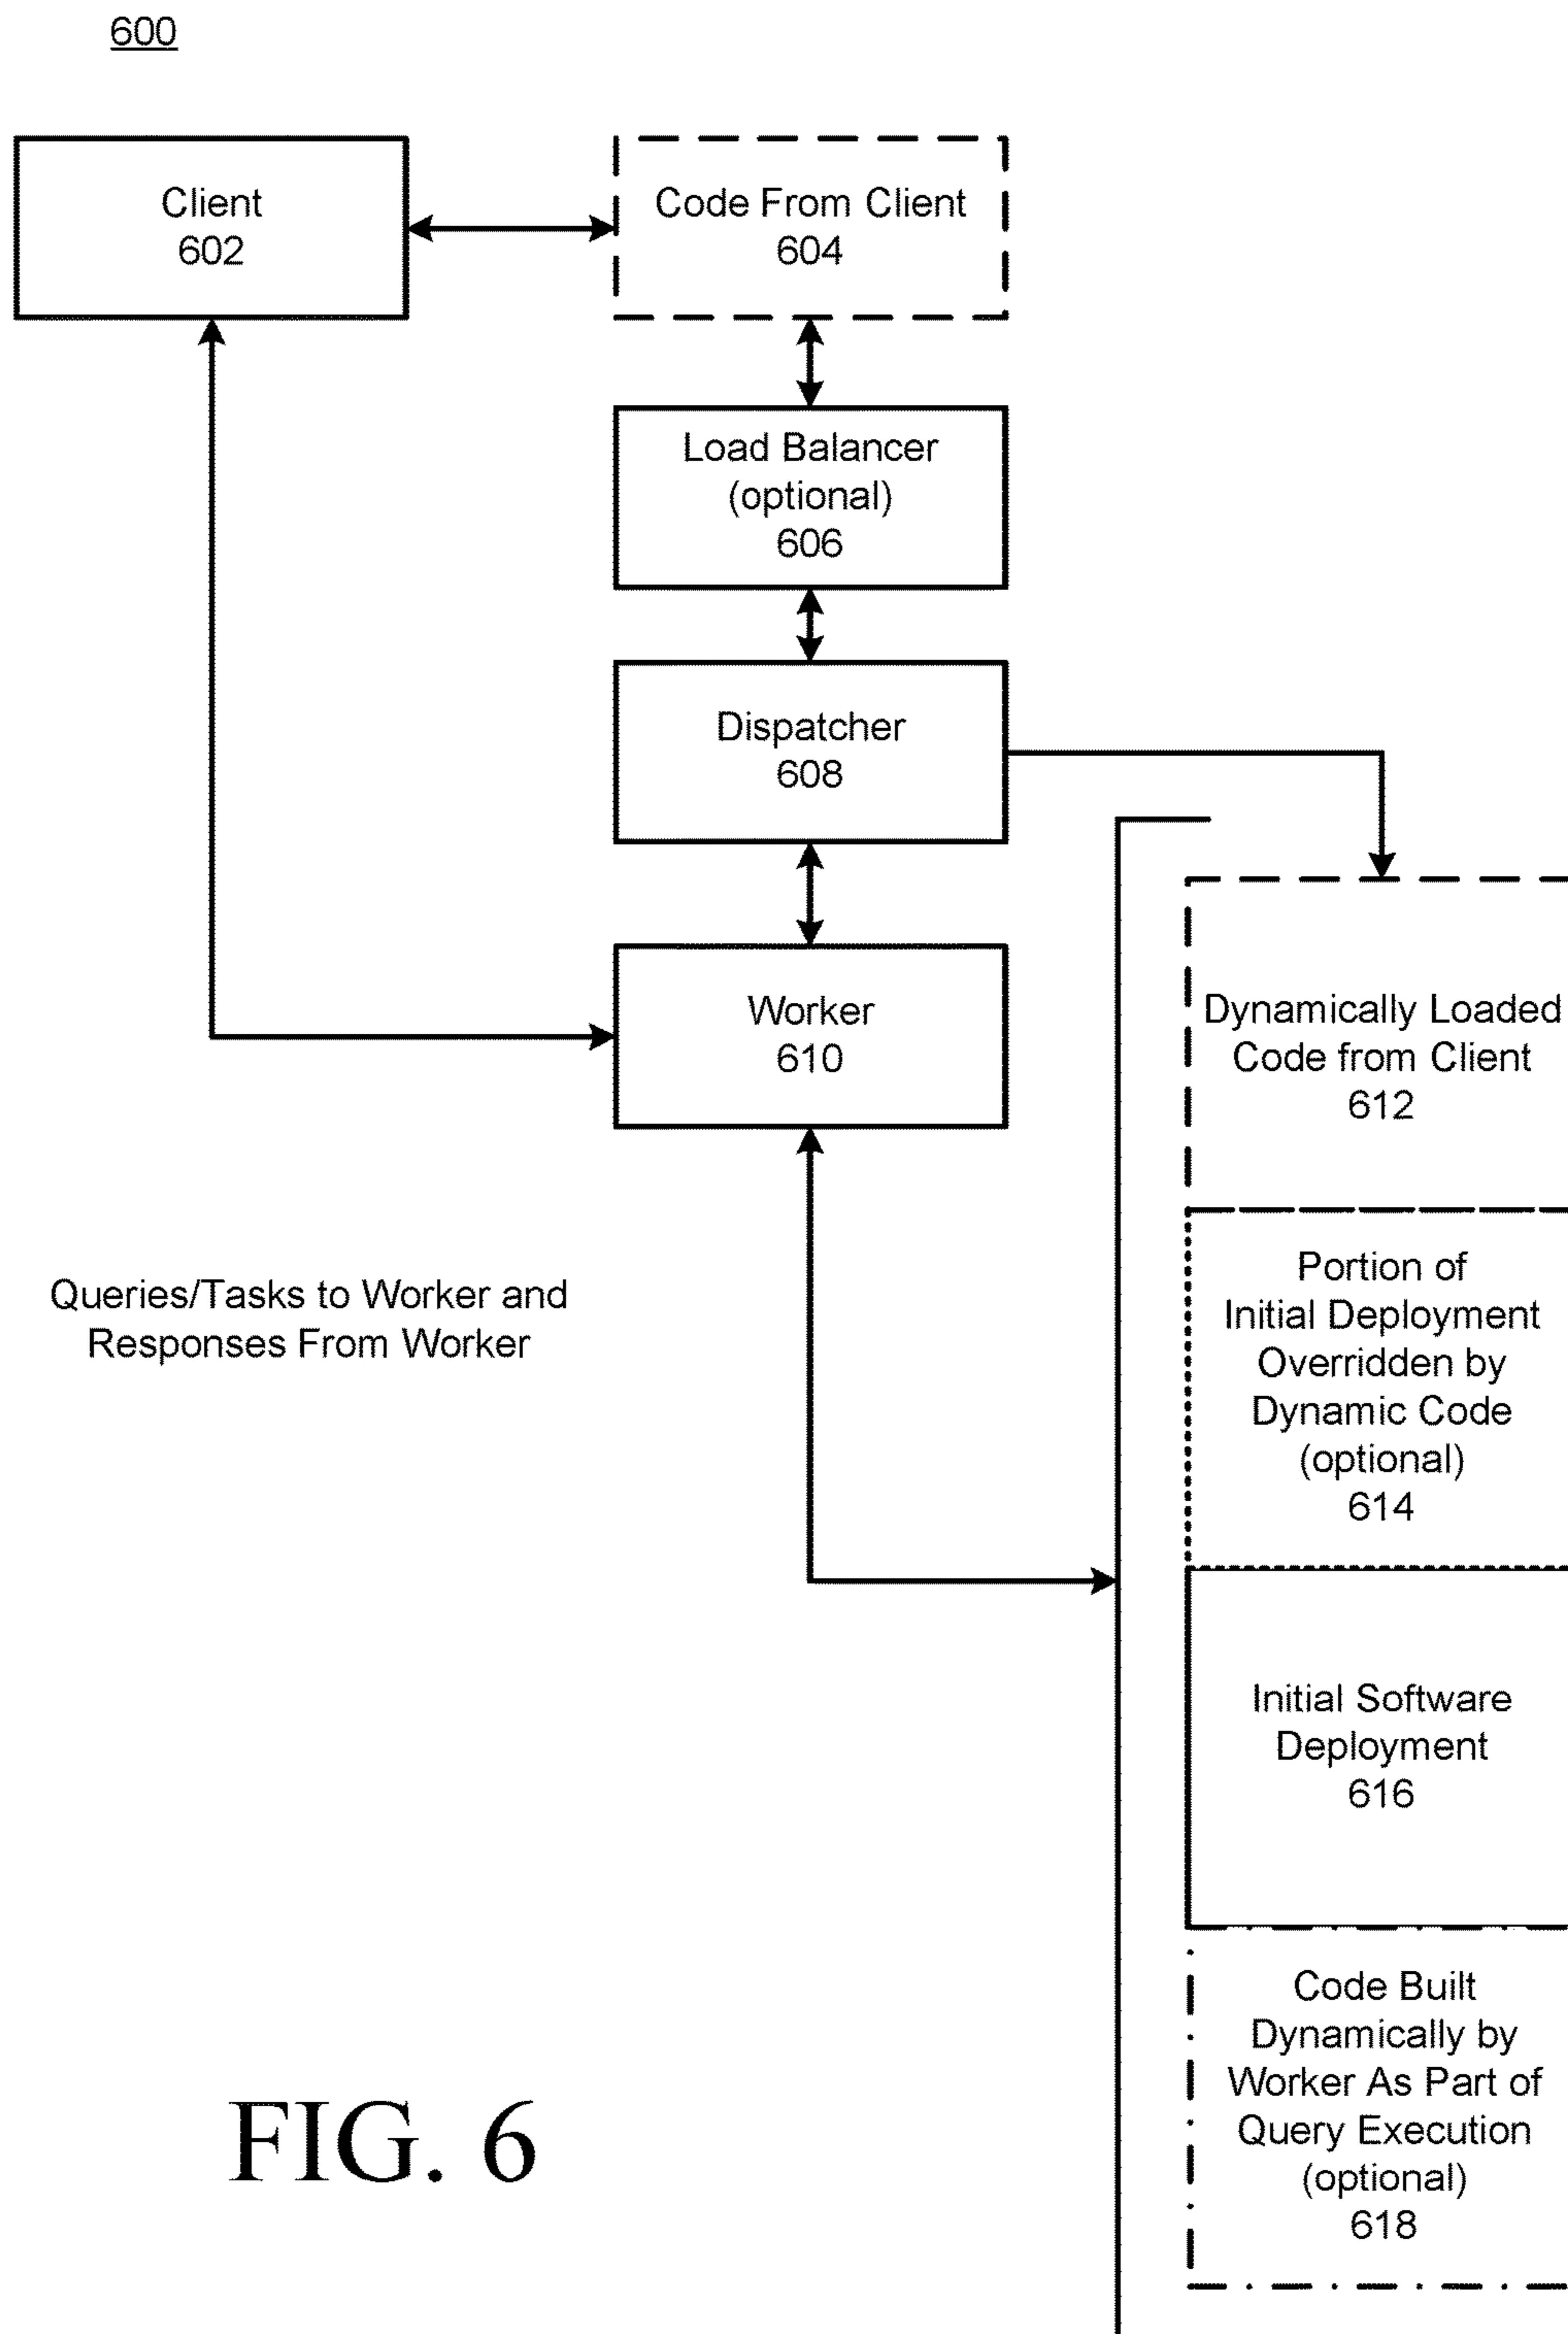 600
Client
602
Code From Client
604
Load Balancer
(optional)
606
Dispatcher
608
Worker
610
Dynamically Loaded
Code from Client
612
Queries/Tasks to Worker and
Responses From Worker
Portion of
Initial Deployment
Overridden by
Dynamic Code
(optional)
614
Initial Software
Deployment
616
Code Built
Dynamically by
Worker As Part of
Query Execution
(optional)
618
FIG. 6